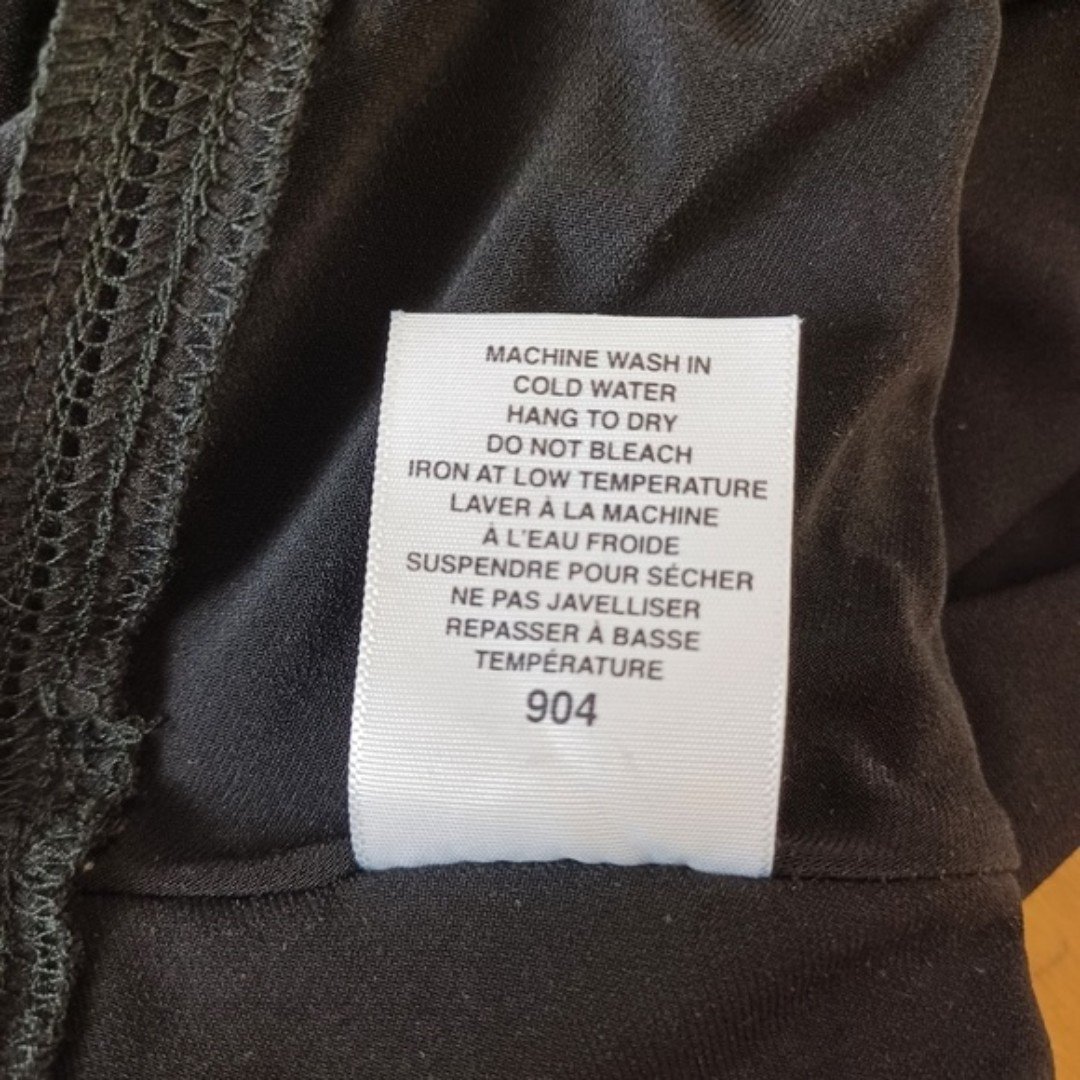 MACHINE WASH IN
COLD WATER
HANG TO DRY
DO NOT BLEACH
IRON AT LOW TEMPERATURE
LAVER À LA MACHINE
À L'EAU FROIDE
SUSPENDRE POUR SÉCHER
NE PAS JAVELLISER
REPASSER À BASSE
TEMPÉRATURE
904